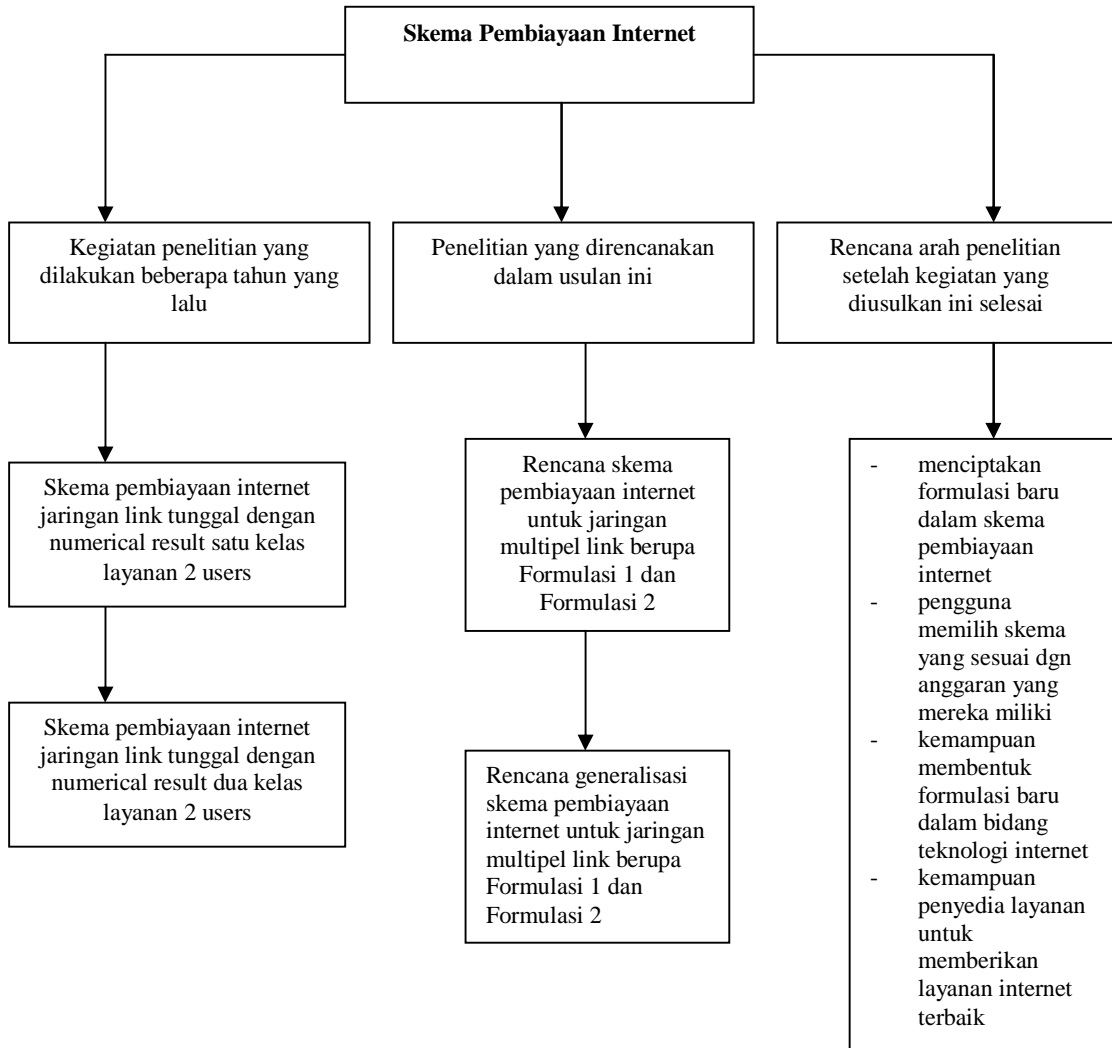 Skema Pembiayaan Internet
Kegiatan penelitian yang
dilakukan beberapa tahun yang
lalu
Penelitian yang direncanakan
dalam usulan ini
Rencana arah penelitian
setelah kegiatan yang
diusulkan ini selesai
Skema pembiayaan internet
jaringan link tunggal dengan
numerical result satu kelas
layanan 2 users
Skema pembiayaan internet
jaringan link tunggal dengan
numerical result dua kelas
layanan 2 users
Rencana skema
pembiayaan internet
untuk jaringan
multipel link berupa
Formulasi 1 dan
Formulasi 2
Rencana generalisasi
skema pembiayaan
internet untuk jaringan
multipel link berupa
Formulasi 1 dan
Formulasi 2
- menciptakan
formulasi baru
dalam skema
pembiayaan
internet
- pengguna
memilih skema
yang sesuai dgn
anggaran yang
mereka miliki
- kemampuan
membentuk
formulasi baru
dalam bidang
teknologi internet
- kemampuan
penyedia layanan
untuk
memberikan
layanan internet
terbaik